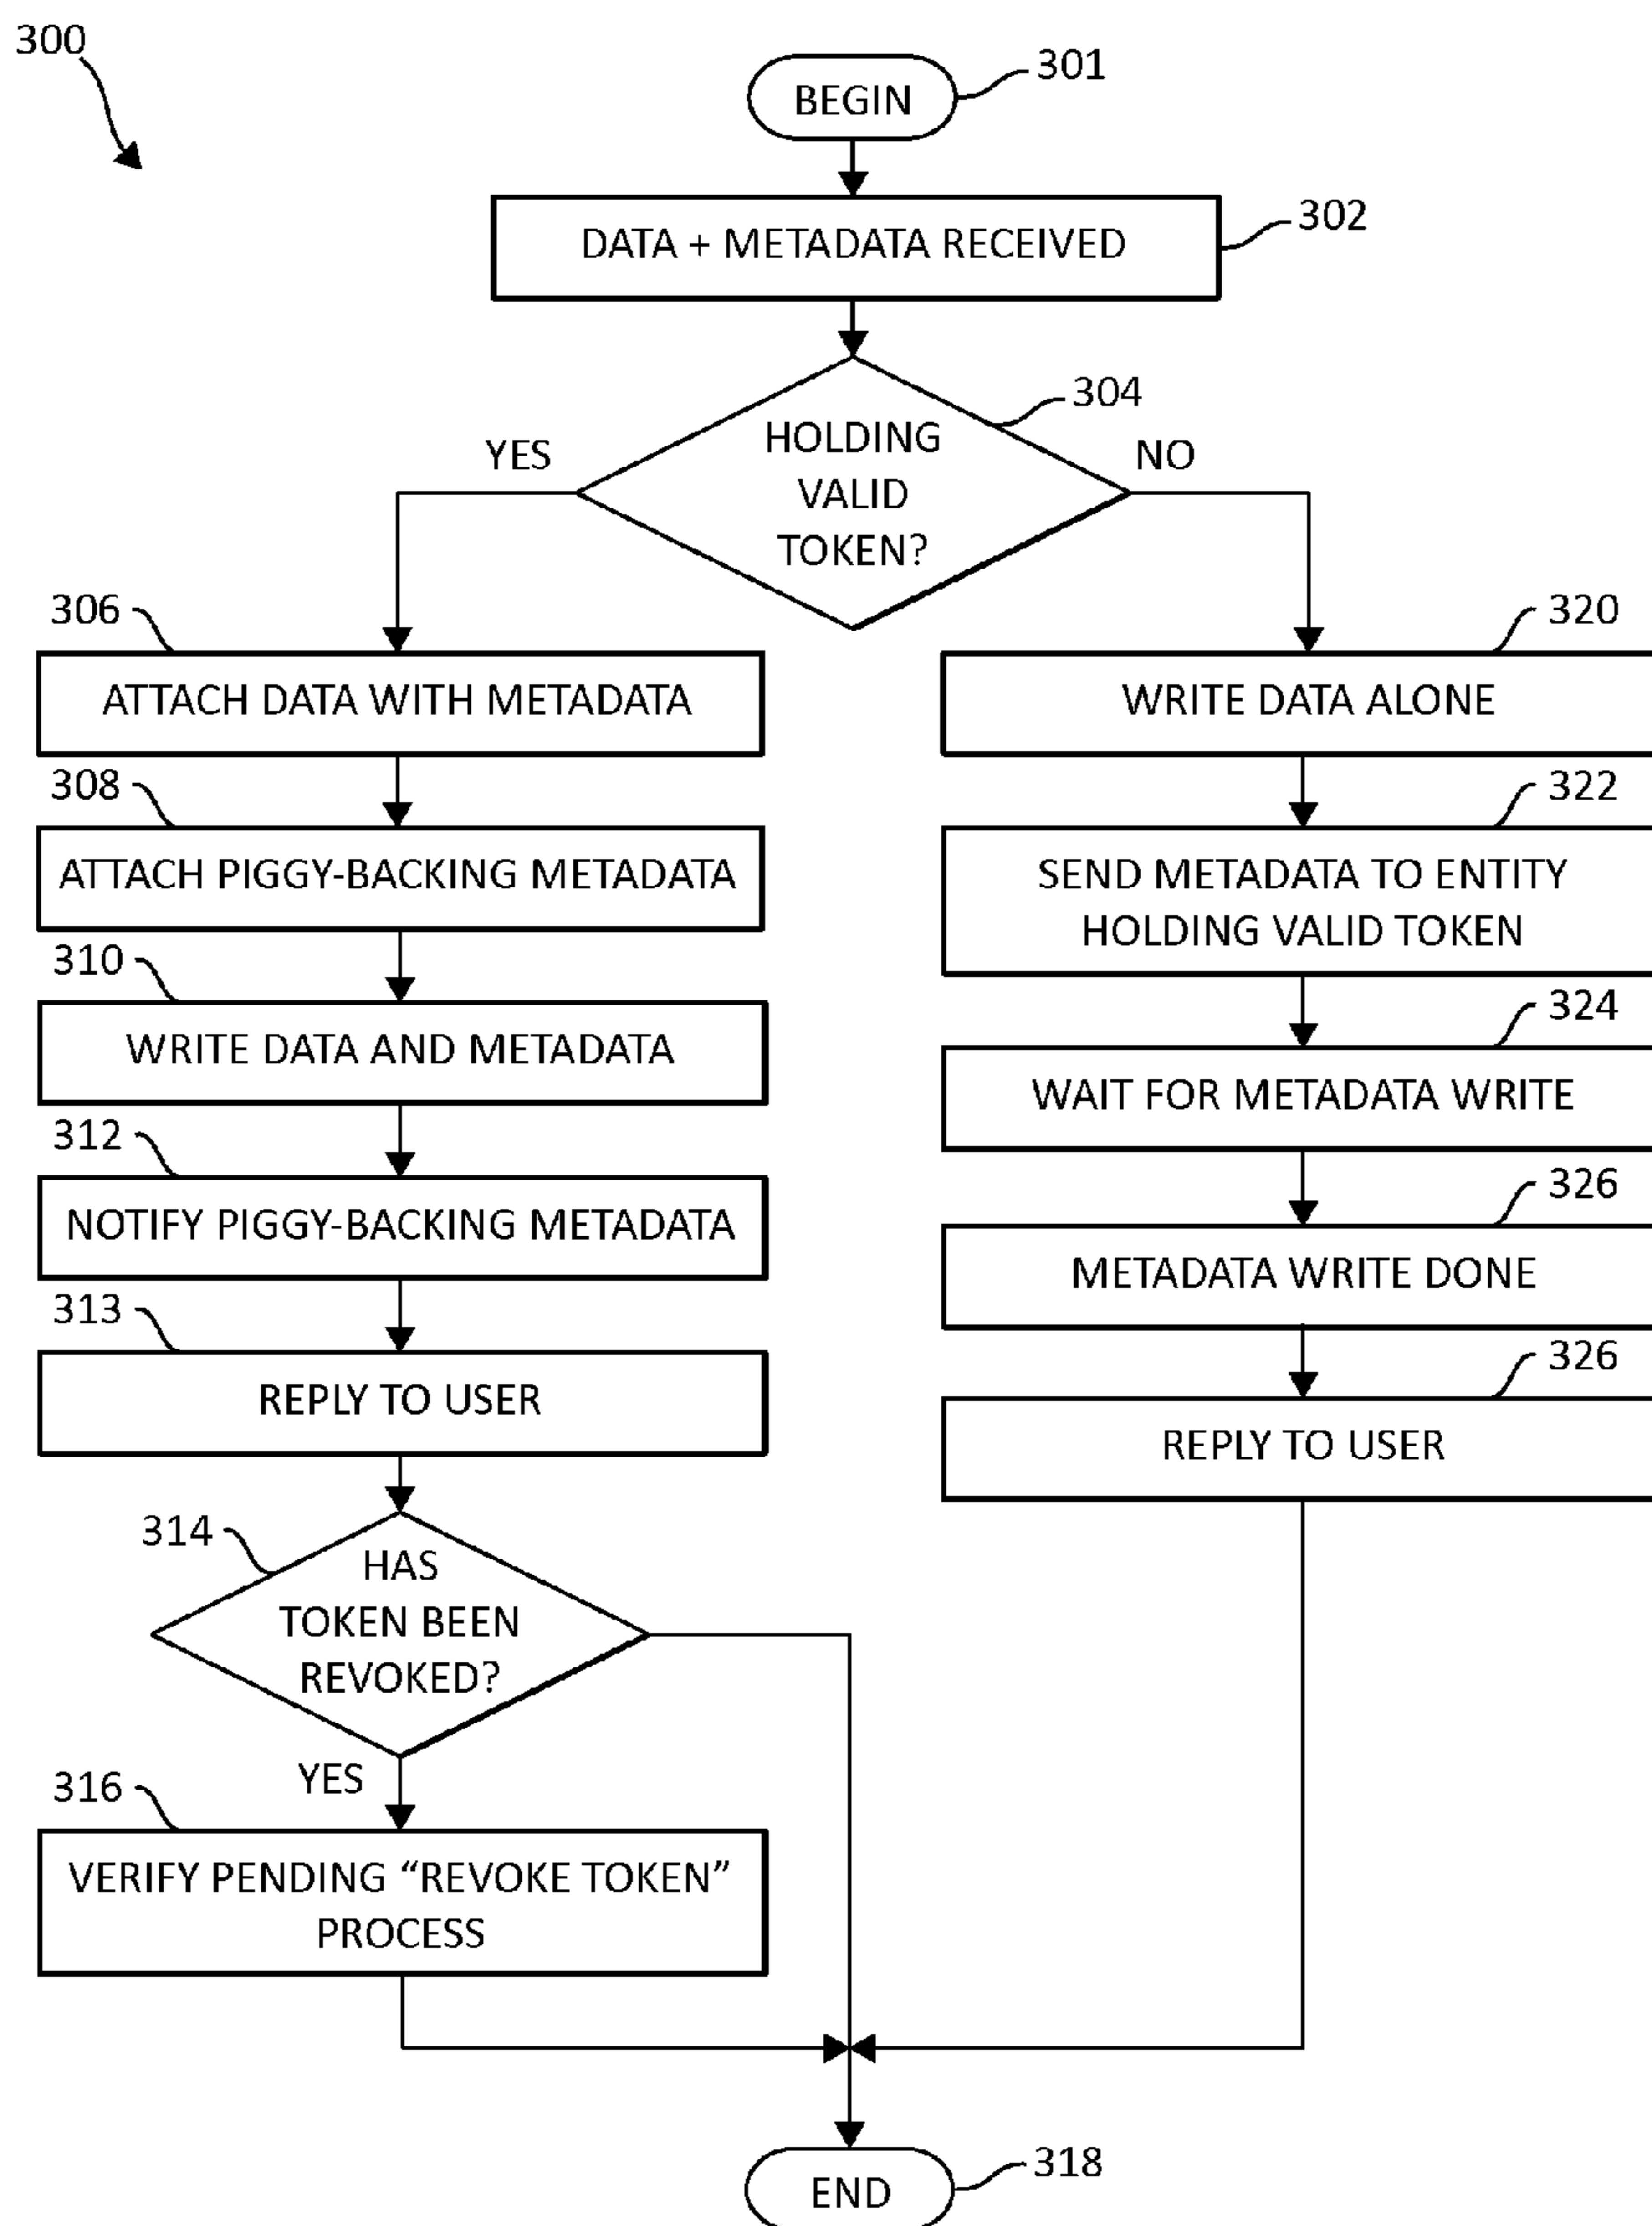 300
BEGIN
301
DATA + METADATA RECEIVED
302
304
HOLDING
VALID
TOKEN?
YES
NO
306
ATTACH DATA WITH METADATA
308
ATTACH PIGGY-BACKING METADATA
310
WRITE DATA AND METADATA
312
NOTIFY PIGGY-BACKING METADATA
313
REPLY TO USER
314
HAS
TOKEN BEEN
REVOKED?
YES
316
VERIFY PENDING “REVOKE TOKEN”
PROCESS
320
WRITE DATA ALONE
322
SEND METADATA TO ENTITY
HOLDING VALID TOKEN
324
WAIT FOR METADATA WRITE
326
METADATA WRITE DONE
326
REPLY TO USER
END
318